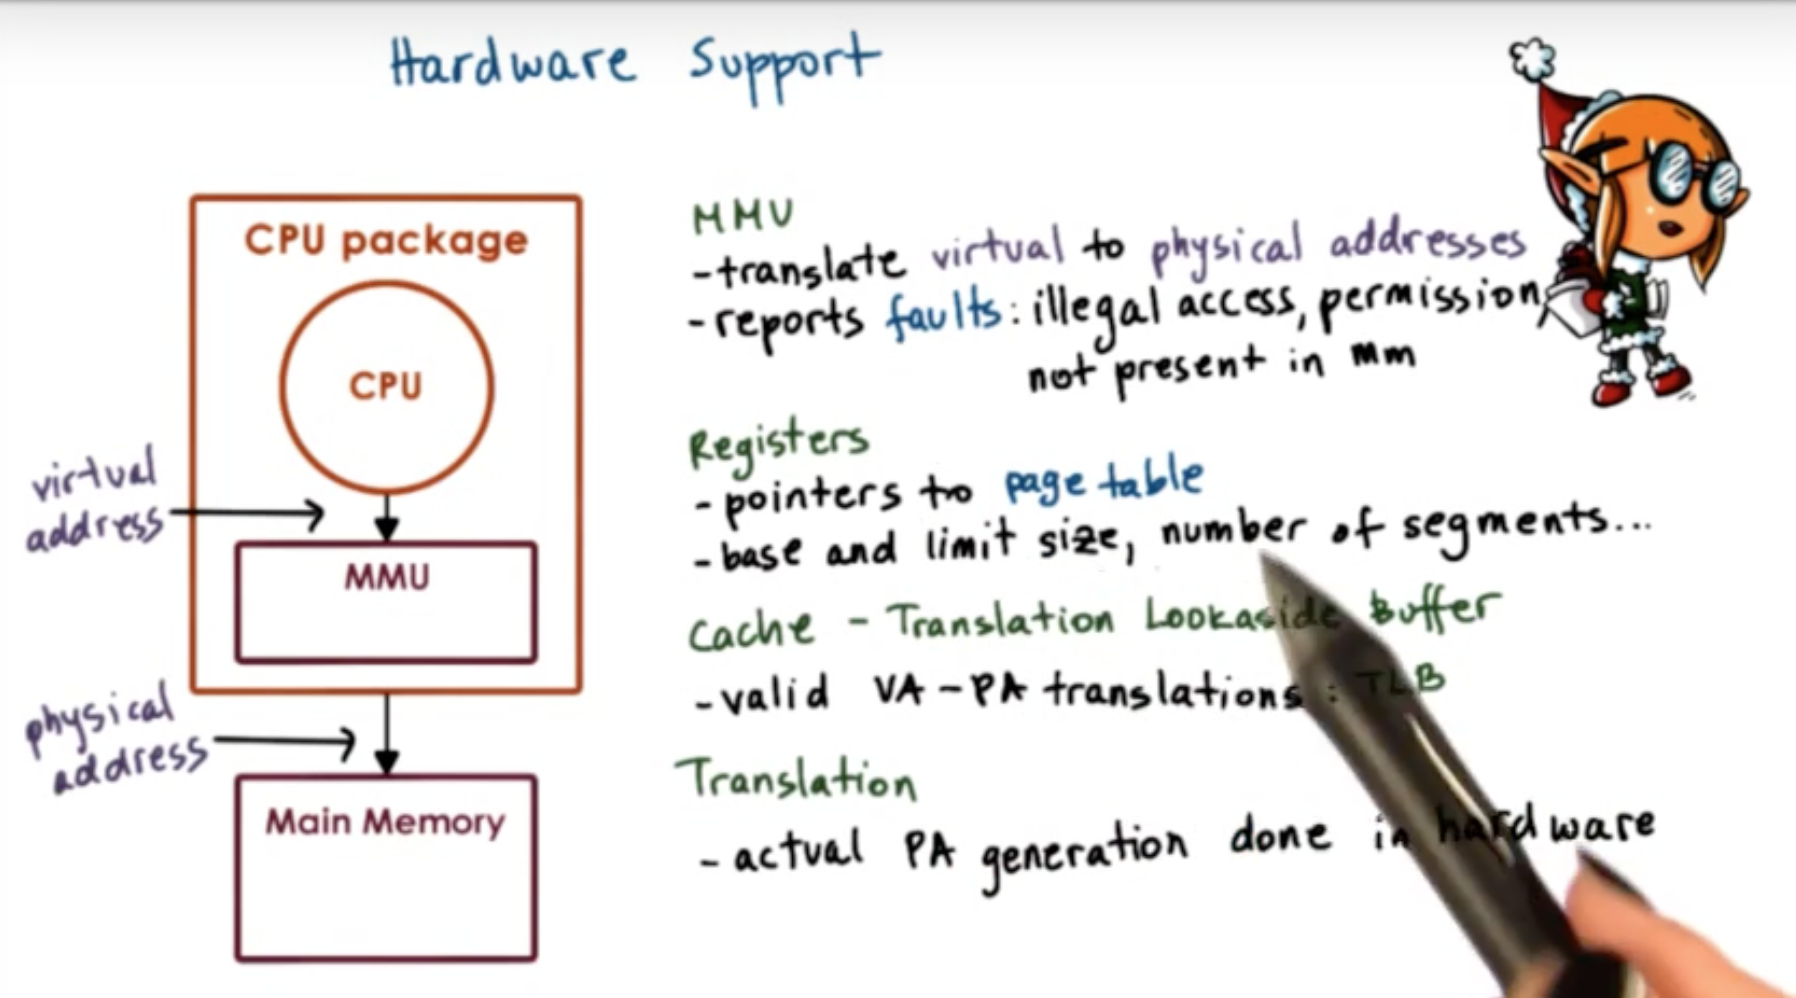 Hardware Support
CPU package
CPU
virtual
address
MMU
physical
address
Main Memory
MMU
-translate virtual to physical addresses
-reports faults: illegal access, permission,
not present in mm
Registers
- pointers to page table
- base and limit size, number of segments...
Cache - Translation Lookaside Buffer
- valid VA-PA translations: TLB
Translation
- actual PA generation done in hardware